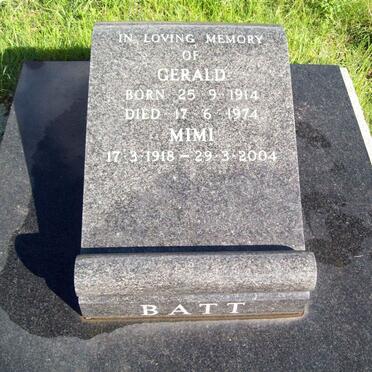 IN LOVING MEMORY
OF
GERALD
BORN 25·9·1914
DIED 17·6·1974
MIMI
17·3·1918 – 29·3·2004
BATT